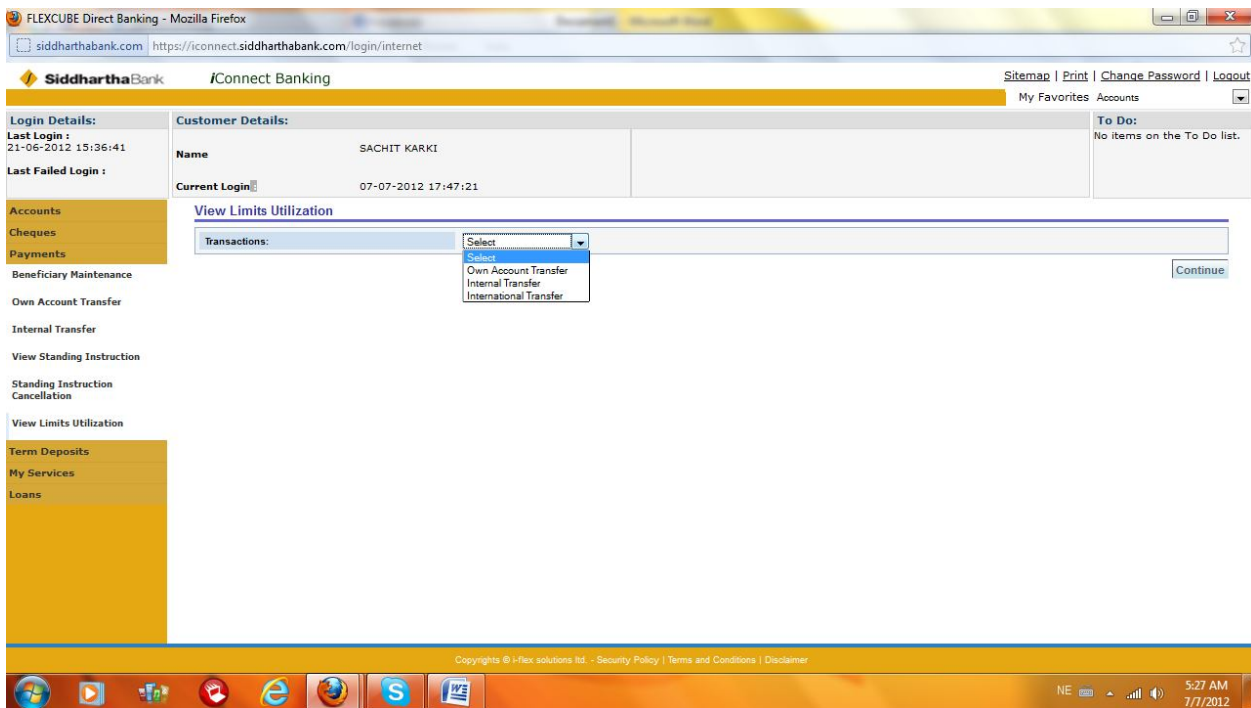 FLEXCUBE Direct Banking - Mozilla Firefox
siddharthabank.com https://iconnect.siddharthabank.com/login/internet
SiddharthaBank iConnect Banking Sitemap | Print | Change Password | Logout
My Favorites Accounts
Login Details: Customer Details: To Do:
Last Login :
21-06-2012 15:36:41
Last Failed Login :
Name SACHIT KARKI
Current Login : 07-07-2012 17:47:21
No items on the To Do list.
Accounts
Cheques
Payments
Beneficiary Maintenance
Own Account Transfer
Internal Transfer
View Standing Instruction
Standing Instruction
Cancellation
View Limits Utilization
Term Deposits
My Services
Loans
View Limits Utilization
Transactions: Select
Select
Own Account Transfer
Internal Transfer
International Transfer
Continue
Copyrights © i-flex solutions ltd. - Security Policy | Terms and Conditions | Disclaimer
NE 5:27 AM
7/7/2012